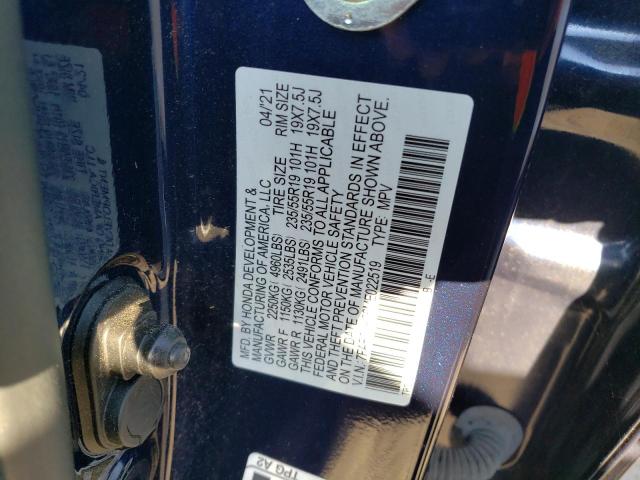 MFD. BY HONDA DEVELOPMENT & 04/'21
MANUFACTURING OF AMERICA, LLC
TIRE SIZE RIM SIZE
GVWR 2250KG( 4960LBS)
GAWR F 1150KG( 2535LBS) 235/55R19 101H 19X7.5J
GAWR R 1130KG( 2491LBS) 235/55R19 101H 19X7.5J
THIS VEHICLE CONFORMS TO ALL APPLICABLE
FEDERAL MOTOR VEHICLE SAFETY
AND THEFT PREVENTION STANDARDS IN EFFECT
ON THE DATE OF MANUFACTURE SHOWN ABOVE.
V.I.N. TYPE: MPV
TPG A2